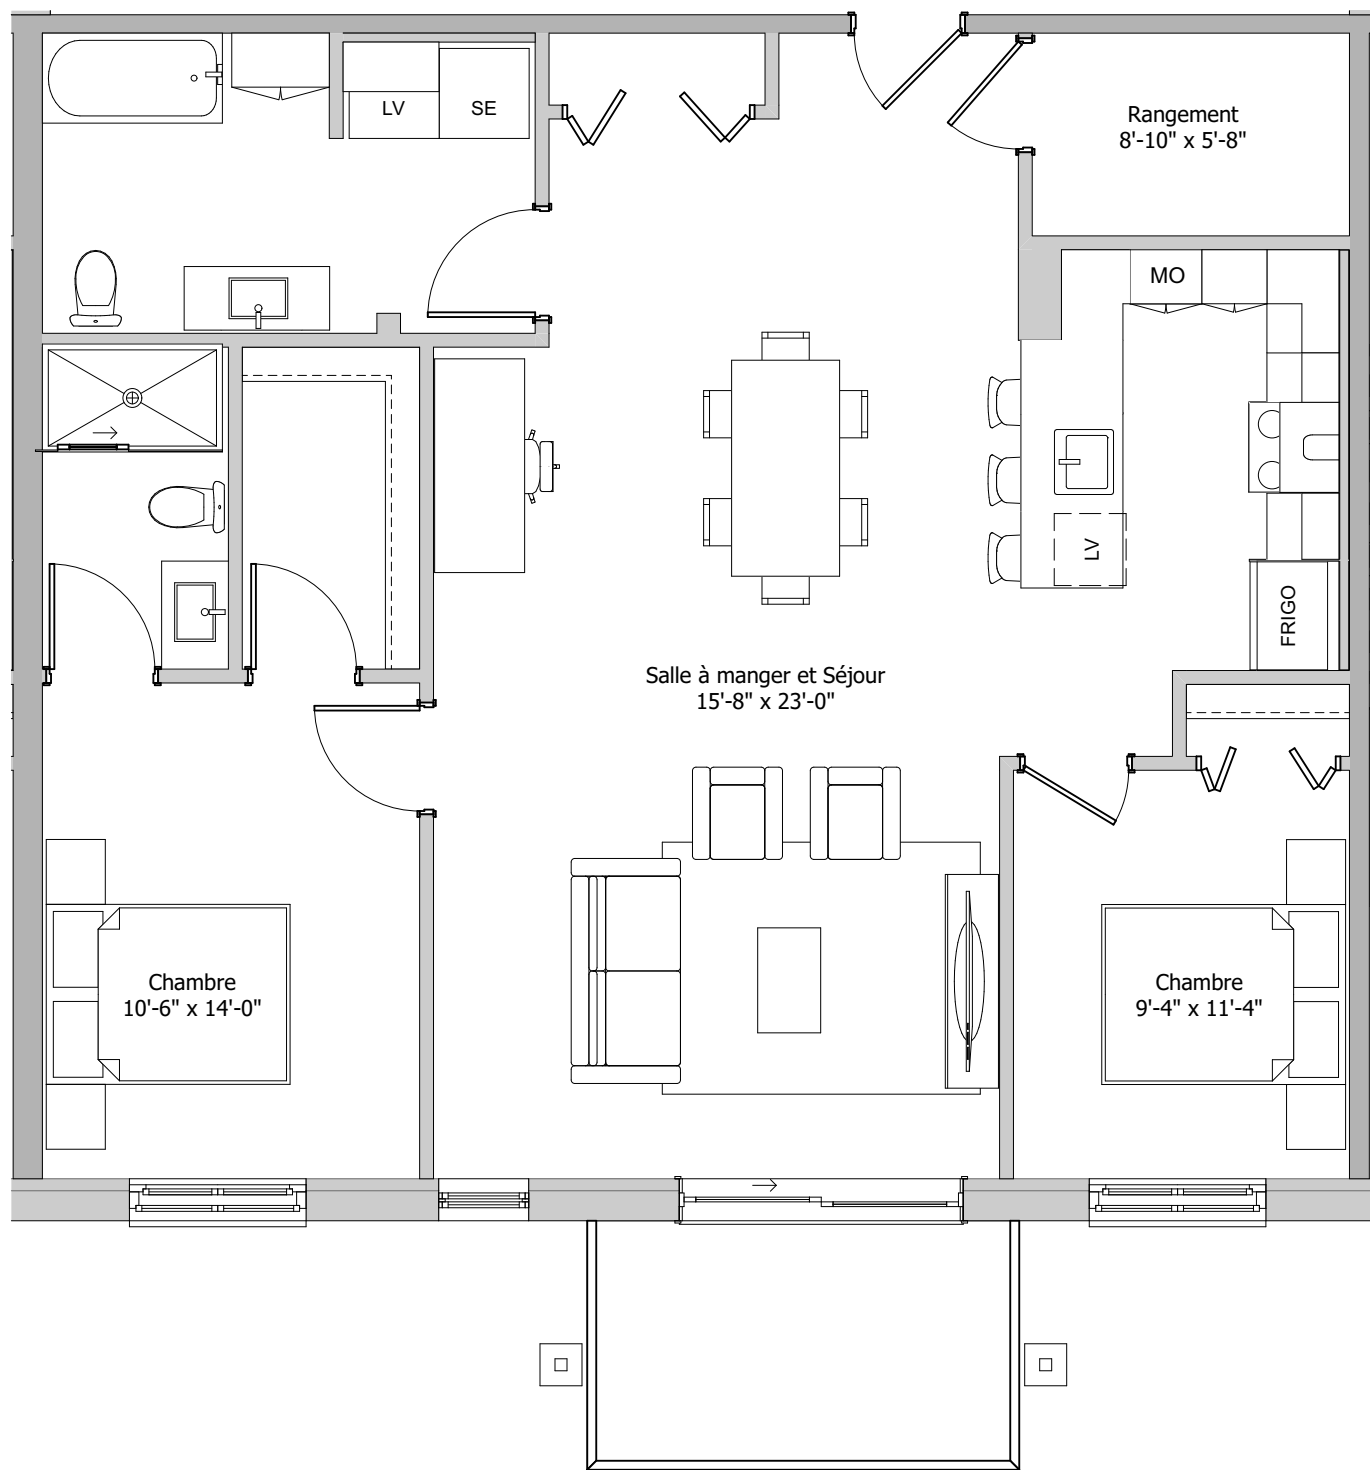 LV
SE
Rangement
8'-10" x 5'-8"
MO
LV
FRIGO
Salle à manger et Séjour
15'-8" x 23'-0"
Chambre
10'-6" x 14'-0"
Chambre
9'-4" x 11'-4"